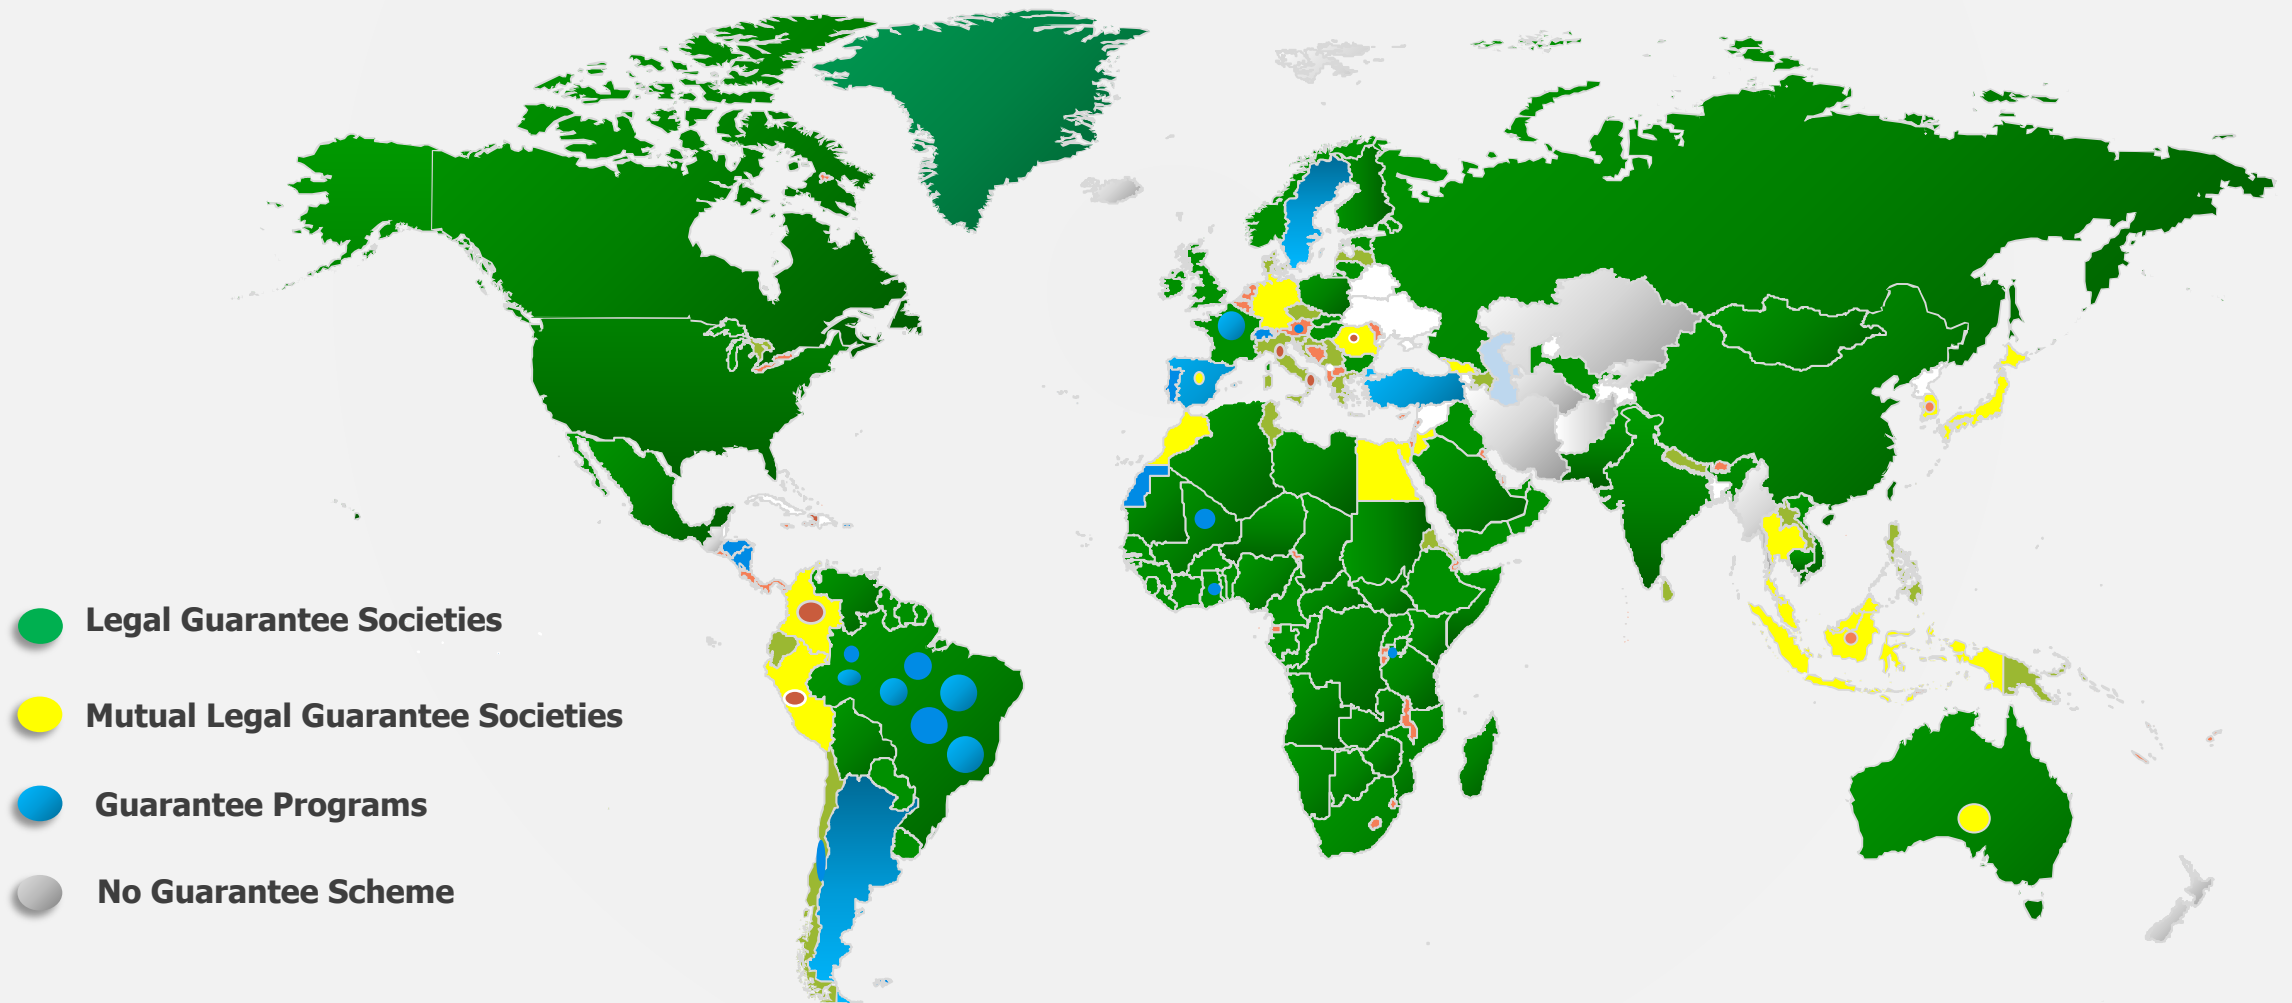 Legal Guarantee Societies
Mutual Legal Guarantee Societies
Guarantee Programs
No Guarantee Scheme